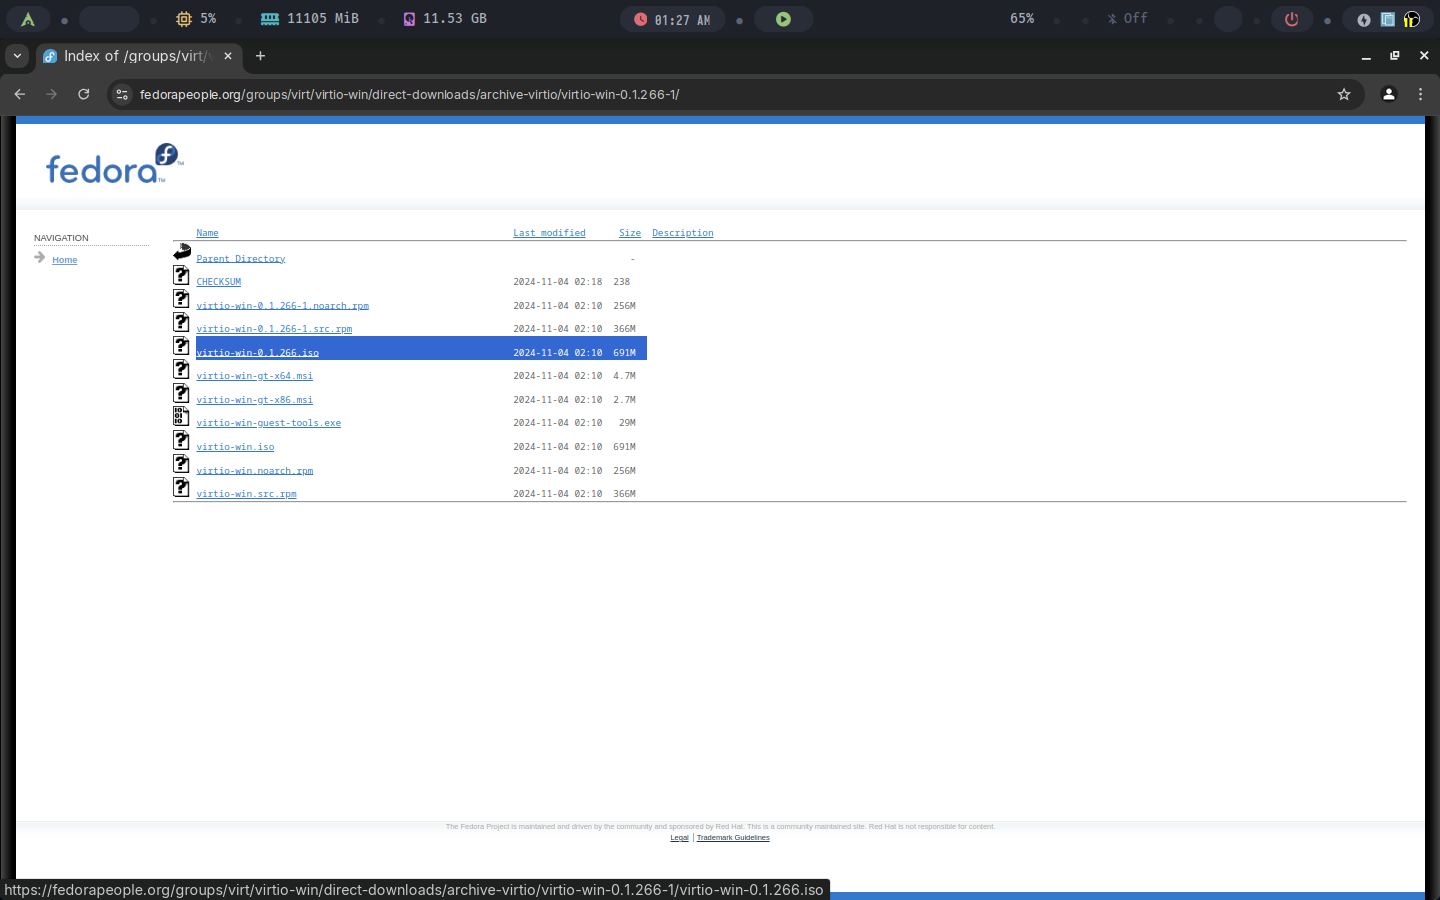 5% 11105 MiB 11.53 GB 01:27 AM 65% Off
Index of /groups/virt/v
fedorapeople.org/groups/virt/virtio-win/direct-downloads/archive-virtio/virtio-win-0.1.266-1/
fedora™
NAVIGATION
Home
Name Last modified Size Description
Parent Directory -
CHECKSUM 2024-11-04 02:18 238
virtio-win-0.1.266-1.noarch.rpm 2024-11-04 02:10 256M
virtio-win-0.1.266-1.src.rpm 2024-11-04 02:10 366M
virtio-win-0.1.266.iso 2024-11-04 02:10 691M
virtio-win-gt-x64.msi 2024-11-04 02:10 4.7M
virtio-win-gt-x86.msi 2024-11-04 02:10 2.7M
virtio-win-guest-tools.exe 2024-11-04 02:10 29M
virtio-win.iso 2024-11-04 02:10 691M
virtio-win.noarch.rpm 2024-11-04 02:10 256M
virtio-win.src.rpm 2024-11-04 02:10 366M
The Fedora Project is maintained and driven by the community and sponsored by Red Hat. This is a community maintained site. Red Hat is not responsible for content.
Legal | Trademark Guidelines
https://fedorapeople.org/groups/virt/virtio-win/direct-downloads/archive-virtio/virtio-win-0.1.266-1/virtio-win-0.1.266.iso